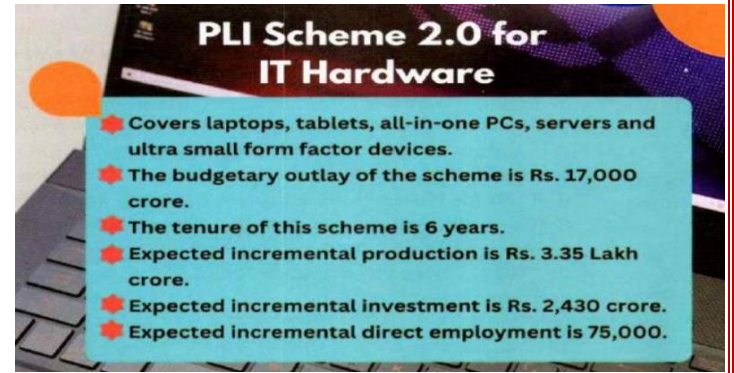 PLI Scheme 2.0 for
IT Hardware
Covers laptops, tablets, all-in-one PCs, servers and
ultra small form factor devices.
The budgetary outlay of the scheme is Rs. 17,000
crore.
The tenure of this scheme is 6 years.
Expected incremental production is Rs. 3.35 Lakh
crore.
Expected incremental investment is Rs. 2,430 crore.
Expected incremental direct employment is 75,000.